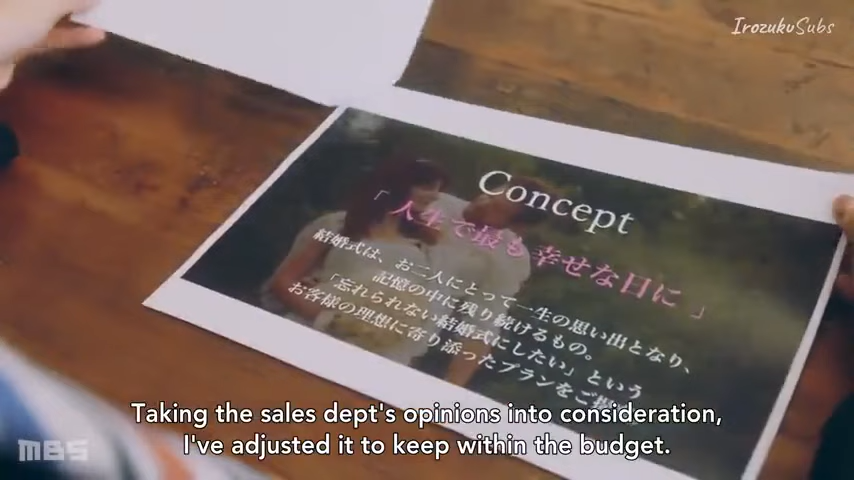 IrozukuSubs
Concept
「人生で最も幸せな日に」
結婚式は、お二人にとって一生の思い出となり、
記憶の中に残り続けるもの。
「忘れられない結婚式にしたい」という
お客様の理想に寄り添ったプランをご
Taking the sales dept's opinions into consideration,
I've adjusted it to keep within the budget.
MBS